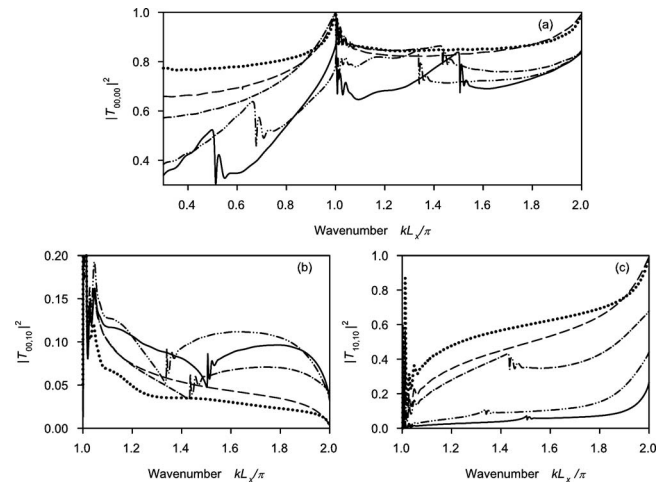 (a)
1.0
0.8
0.6
0.4
|T00,00|²
0.4 0.6 0.8 1.0 1.2 1.4 1.6 1.8 2.0
Wavenumber kLx/π
(b)
0.20
0.15
0.10
0.05
0.00
|T00,10|²
1.0 1.2 1.4 1.6 1.8 2.0
Wavenumber kLx/π
(c)
1.0
0.8
0.6
0.4
0.2
0.0
|T10,10|²
1.0 1.2 1.4 1.6 1.8 2.0
Wavenumber kLx/π